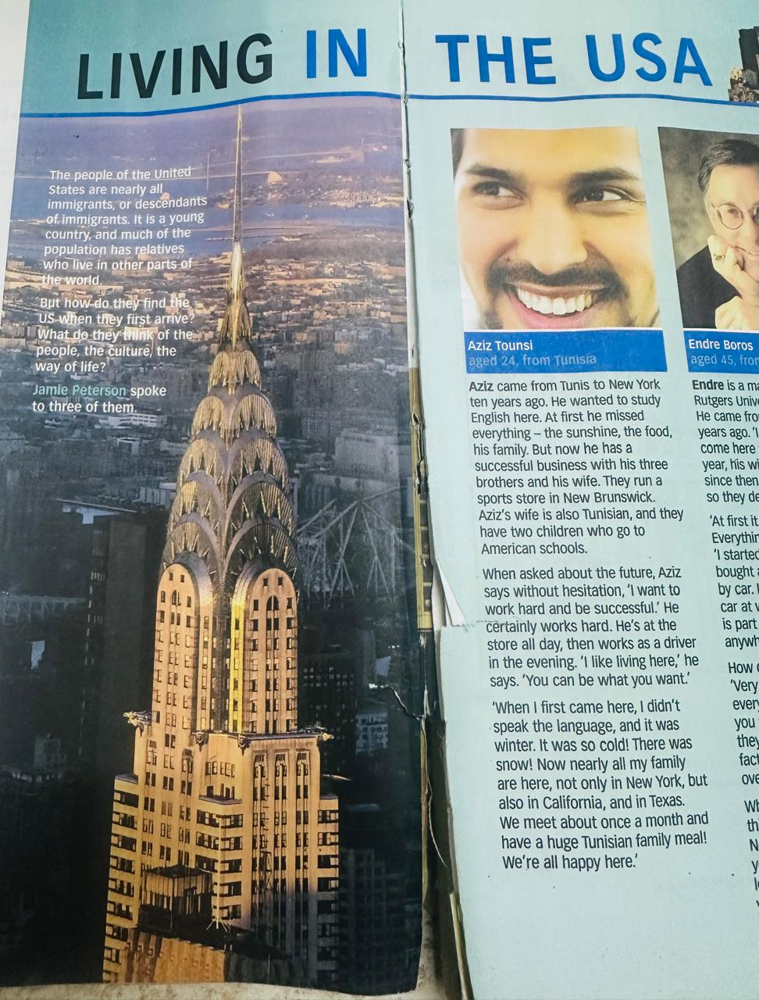 LIVING IN THE USA
The people of the United
States are nearly all
immigrants, or descendants
of immigrants. It is a young
country, and much of the
population has relatives
who live in other parts of
the world.
But how do they find the
US when they first arrive?
What do they think of the
people, the culture, the
way of life?
Jamie Peterson spoke
to three of them.
Aziz Tounsi
aged 24, from Tunisia
Aziz came from Tunis to New York
ten years ago. He wanted to study
English here. At first he missed
everything – the sunshine, the food,
his family. But now he has a
successful business with his three
brothers and his wife. They run a
sports store in New Brunswick.
Aziz's wife is also Tunisian, and they
have two children who go to
American schools.
When asked about the future, Aziz
says without hesitation, 'I want to
work hard and be successful.' He
certainly works hard. He's at the
store all day, then works as a driver
in the evening. 'I like living here,' he
says. 'You can be what you want.'
'When I first came here, I didn't
speak the language, and it was
winter. It was so cold! There was
snow! Now nearly all my family
are here, not only in New York, but
also in California, and in Texas.
We meet about once a month and
have a huge Tunisian family meal!
We're all happy here.'
Endre Boros
aged 45,
Endre is a
Rutgers
He came
years ago.
come here
year, his
since then
so they
'At first it
'I started
bought
by car.
car at
is part
How
'Very
you
they